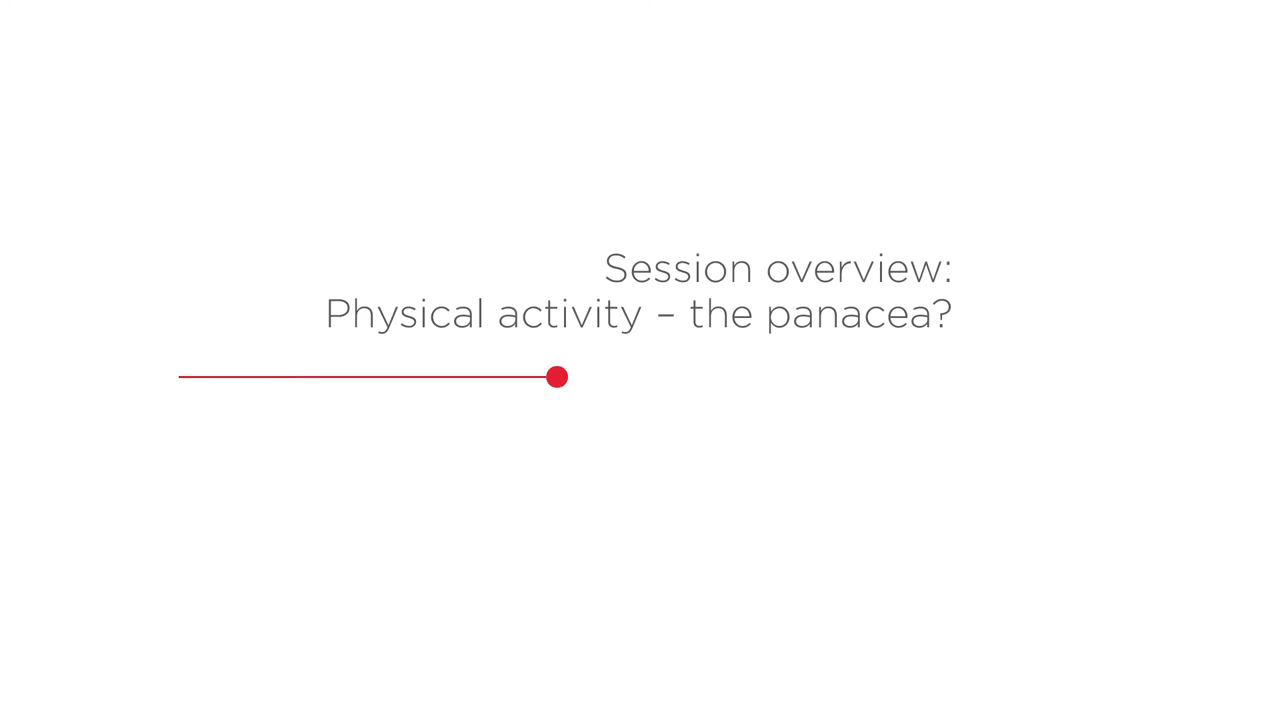 Session overview:
Physical activity – the panacea?